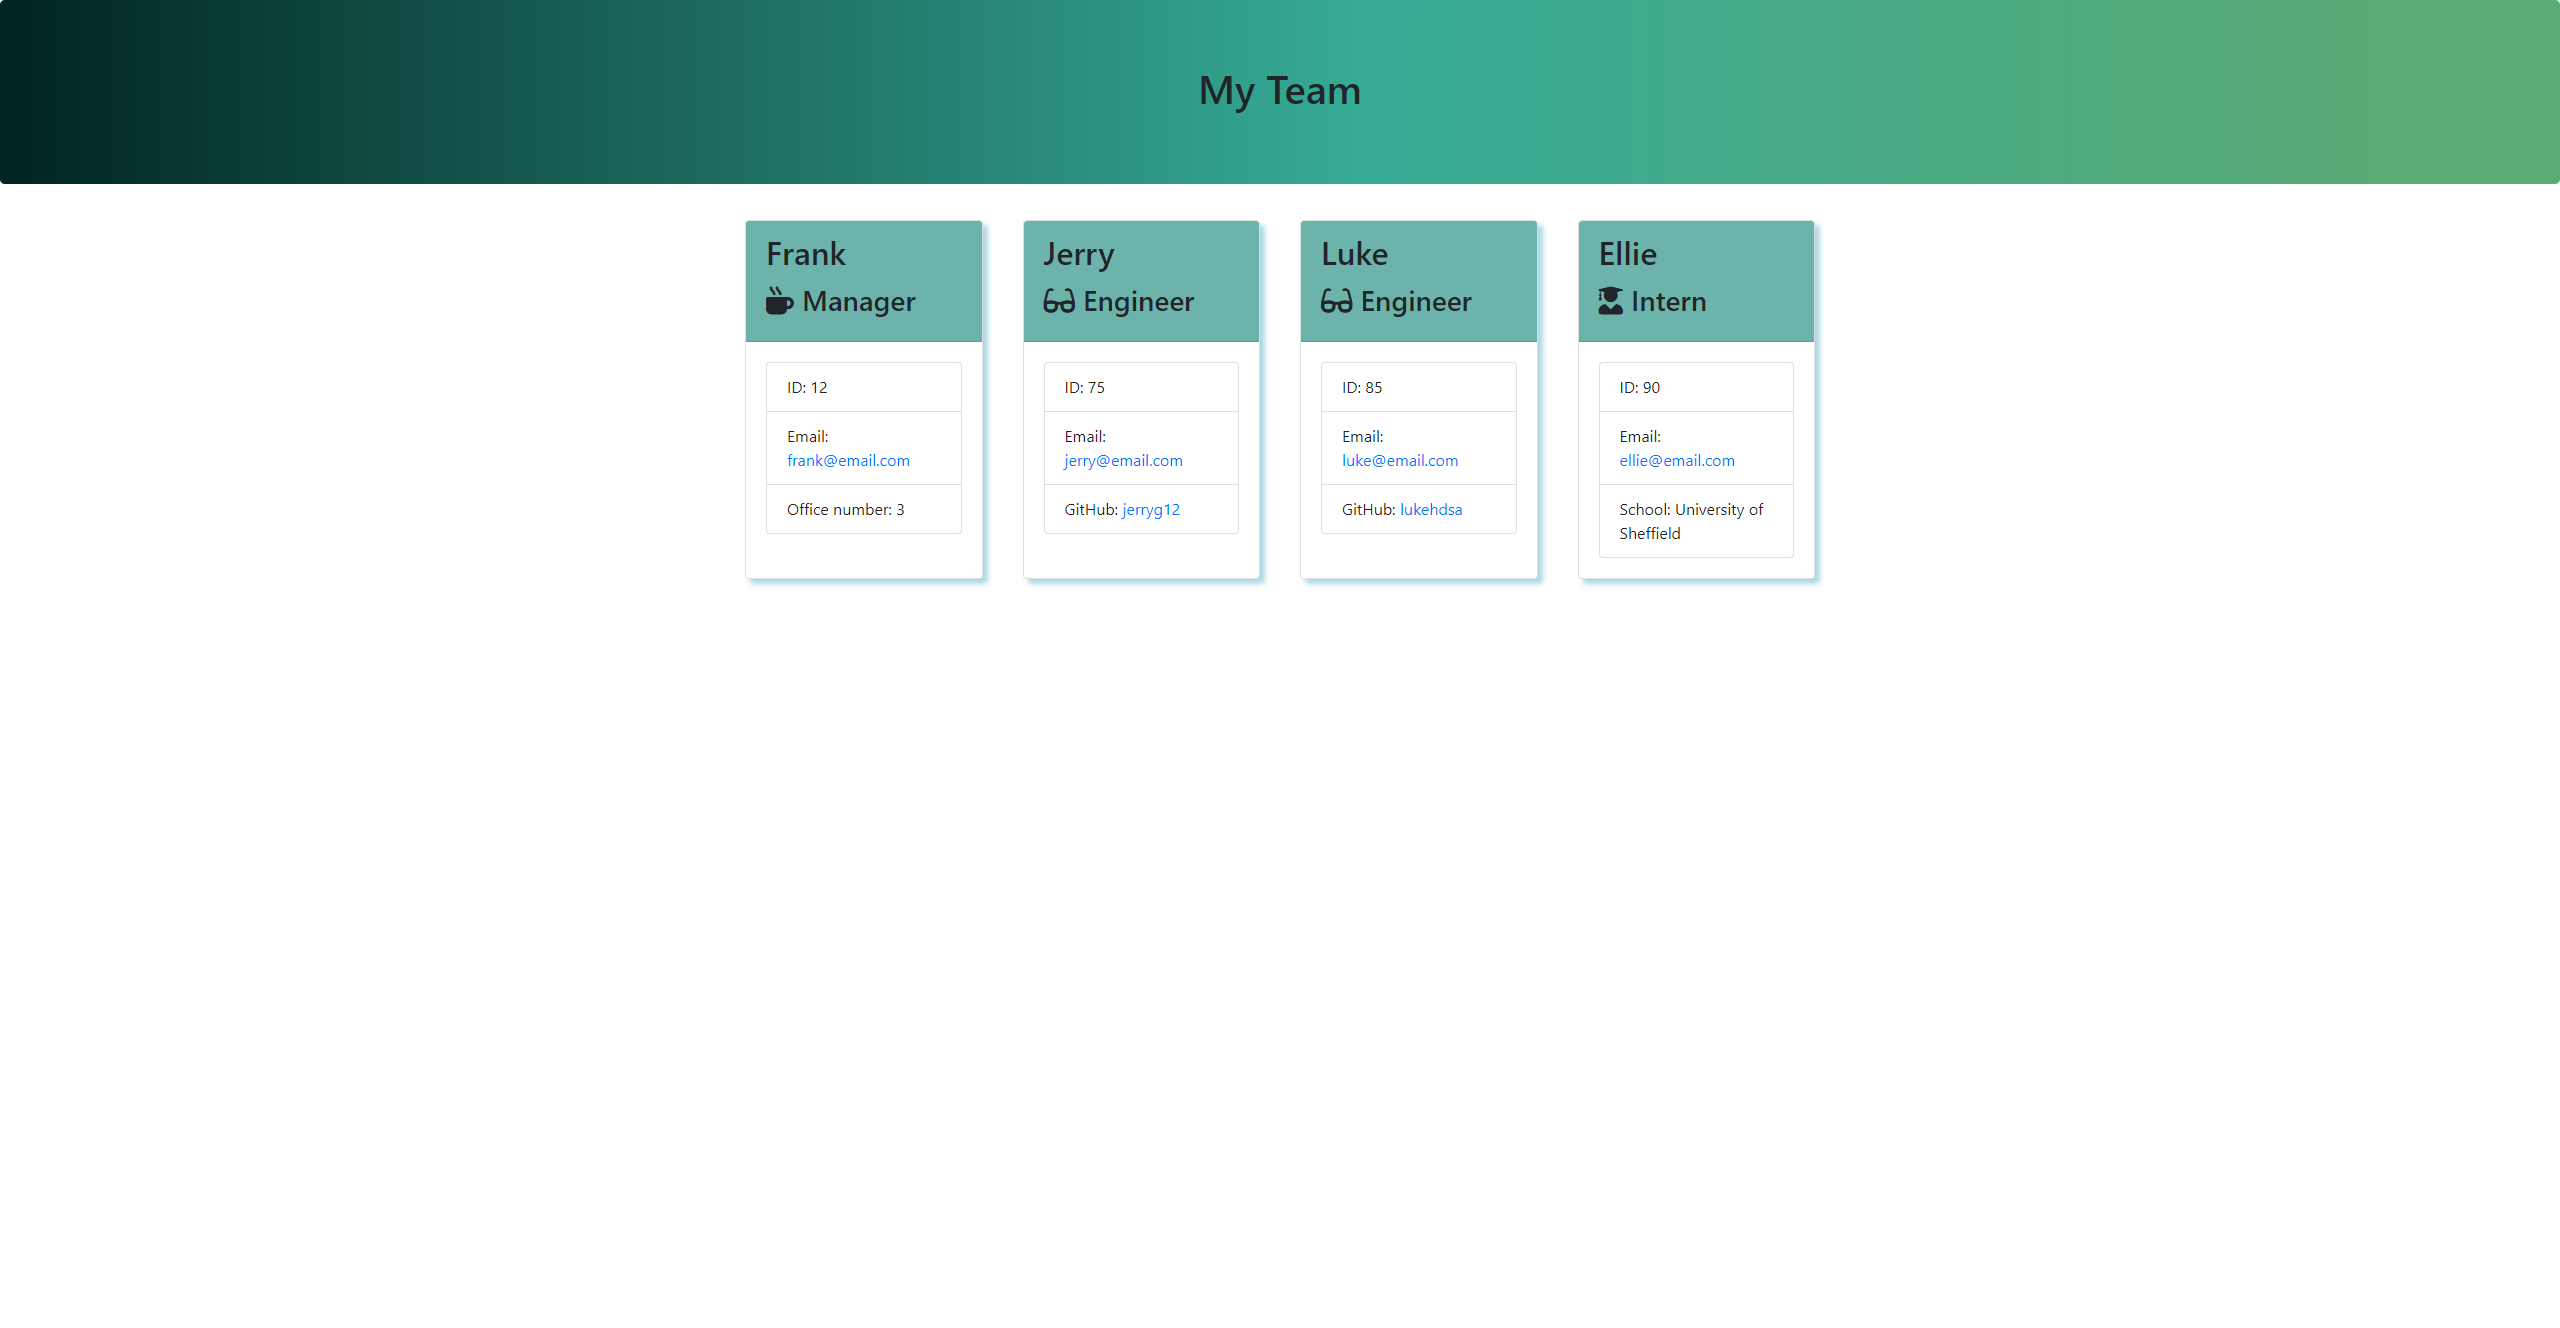 My Team
Frank
Manager
ID: 12
Email:
frank@email.com
Office number: 3
Jerry
Engineer
ID: 75
Email:
jerry@email.com
GitHub: jerryg12
Luke
Engineer
ID: 85
Email:
luke@email.com
GitHub: lukehdsa
Ellie
Intern
ID: 90
Email:
ellie@email.com
School: University of
Sheffield